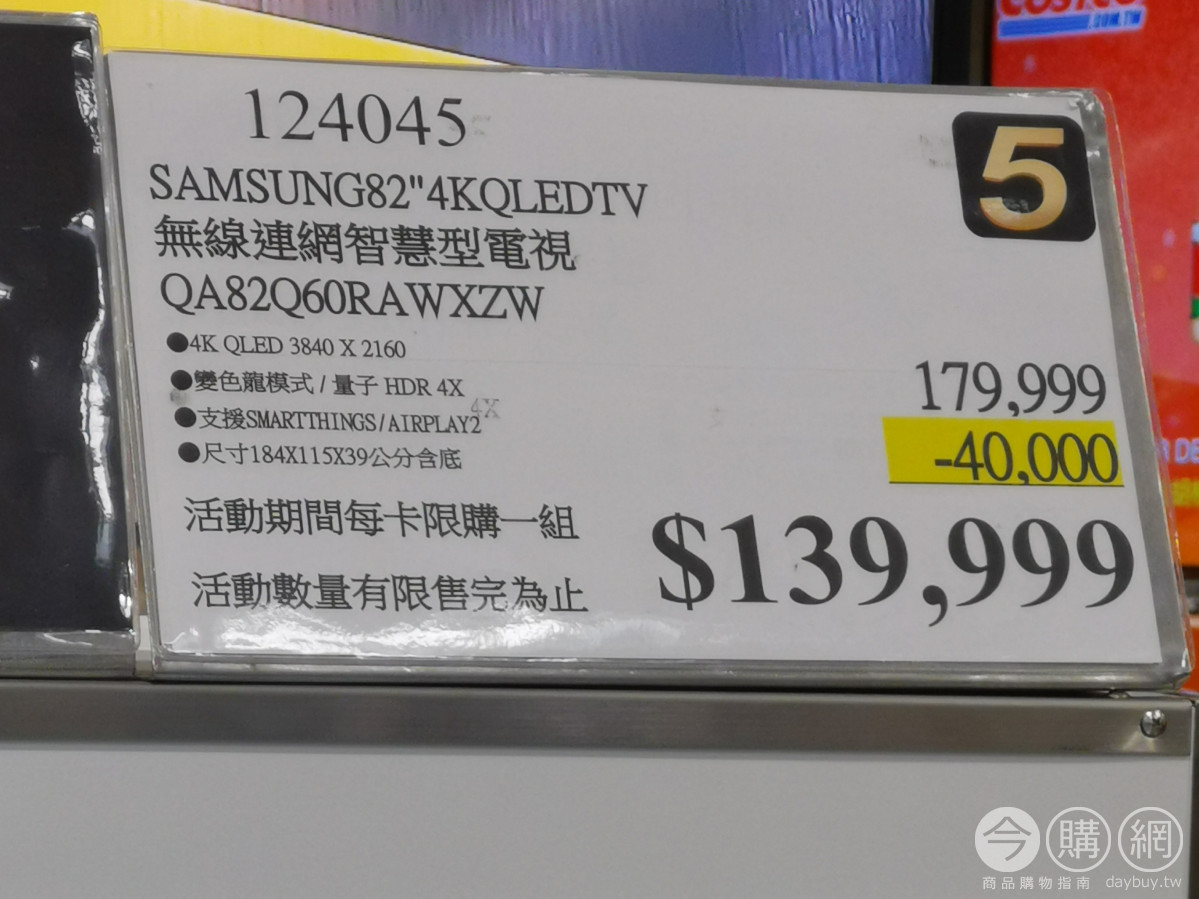 COSTCO
.COM.TW
124045
5
SAMSUNG82"4KQLEDTV
無線連網智慧型電視
QA82Q60RAWXZW
●4K QLED 3840 X 2160
●變色龍模式 / 量子 HDR 4X
●支援SMARTTHINGS/AIRPLAY2
4X
●尺寸184X115X39公分含底
179,999
-40,000
$139,999
活動期間每卡限購一組
活動數量有限售完為止
今購網
商品購物指南 daybuy.tw